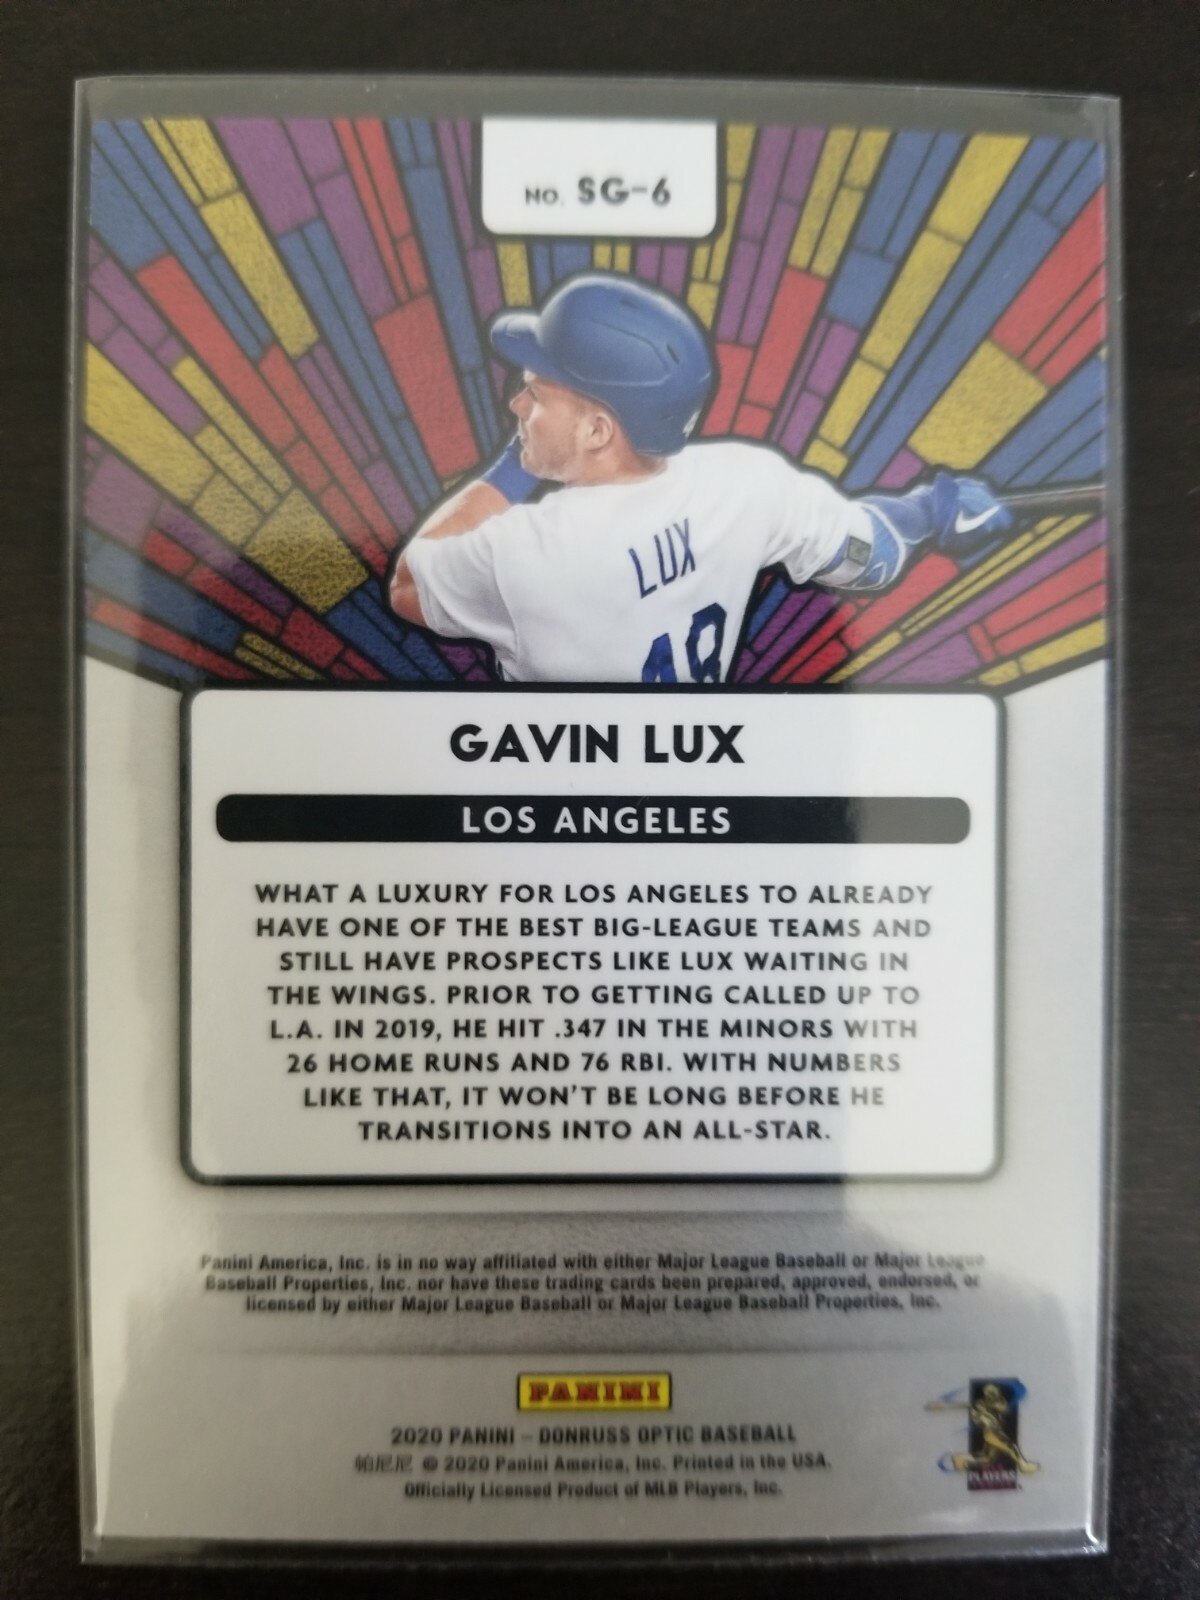 NO. SG-6
LUX
48
GAVIN LUX
LOS ANGELES
WHAT A LUXURY FOR LOS ANGELES TO ALREADY
HAVE ONE OF THE BEST BIG-LEAGUE TEAMS AND
STILL HAVE PROSPECTS LIKE LUX WAITING IN
THE WINGS. PRIOR TO GETTING CALLED UP TO
L.A. IN 2019, HE HIT .347 IN THE MINORS WITH
26 HOME RUNS AND 76 RBI. WITH NUMBERS
LIKE THAT, IT WON'T BE LONG BEFORE HE
TRANSITIONS INTO AN ALL-STAR.
Panini America, Inc. is in no way affiliated with either Major League Baseball or Major League
Baseball Properties, Inc. nor have these trading cards been prepared, approved, endorsed, or
licensed by either Major League Baseball or Major League Baseball Properties, Inc.
PANINI
2020 PANINI – DONRUSS OPTIC BASEBALL
帕尼尼 © 2020 Panini America, Inc. Printed in the USA.
Officially Licensed Product of MLB Players, Inc.
PLAYERS